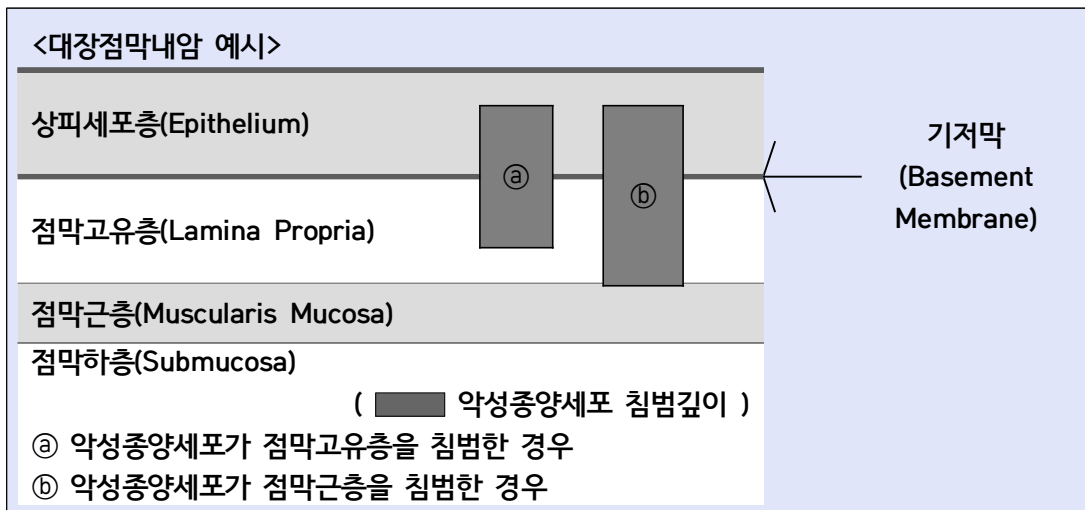 <대장점막내암 예시>
상피세포층(Epithelium)
ⓐ
ⓑ
기저막
(Basement
Membrane)
점막고유층(Lamina Propria)
점막근층(Muscularis Mucosa)
점막하층(Submucosa)
( 악성종양세포 침범깊이 )
ⓐ 악성종양세포가 점막고유층을 침범한 경우
ⓑ 악성종양세포가 점막근층을 침범한 경우